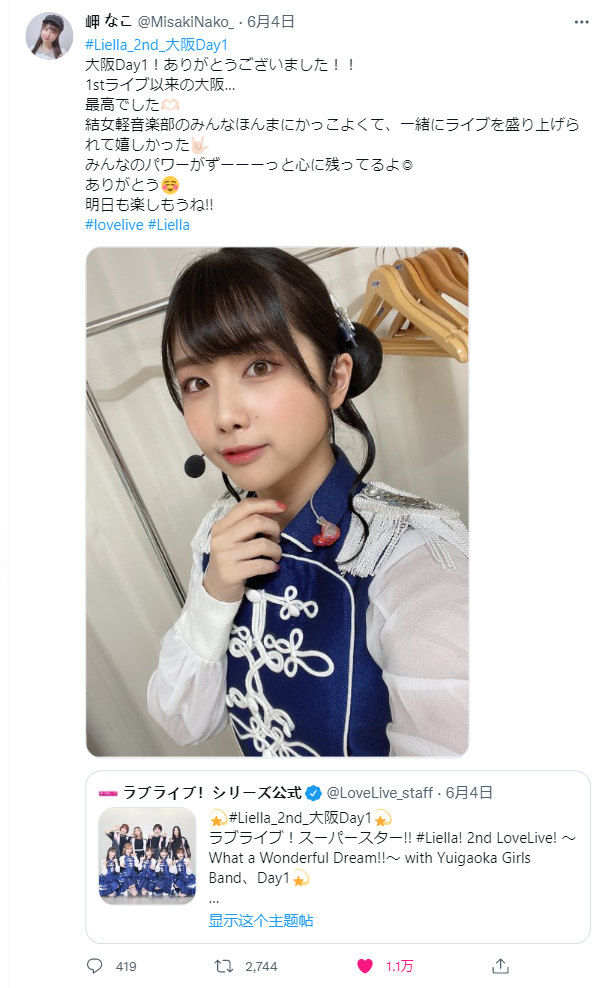 岬 なこ @MisakiNako_ · 6月4日
#Liella_2nd_大阪Day1
大阪Day1！ありがとうございました！！
1stライブ以来の大阪…
最高でした🫶🏻
結女軽音楽部のみんなほんまにかっこよくて、一緒にライブを盛り上げら
れて嬉しかった🤟🏻
みんなのパワーがずーーーっと心に残ってるよ☺
ありがとう☺️
明日も楽しもうね!!
#lovelive #Liella
ラブライブ！シリーズ公式 @LoveLive_staff · 6月4日
💫#Liella_2nd_大阪Day1💫
ラブライブ！スーパースター!! #Liella! 2nd LoveLive! ～
What a Wonderful Dream!!～ with Yuigaoka Girls
Band、Day1💫
…
显示这个主题帖
419 2,744 1.1万